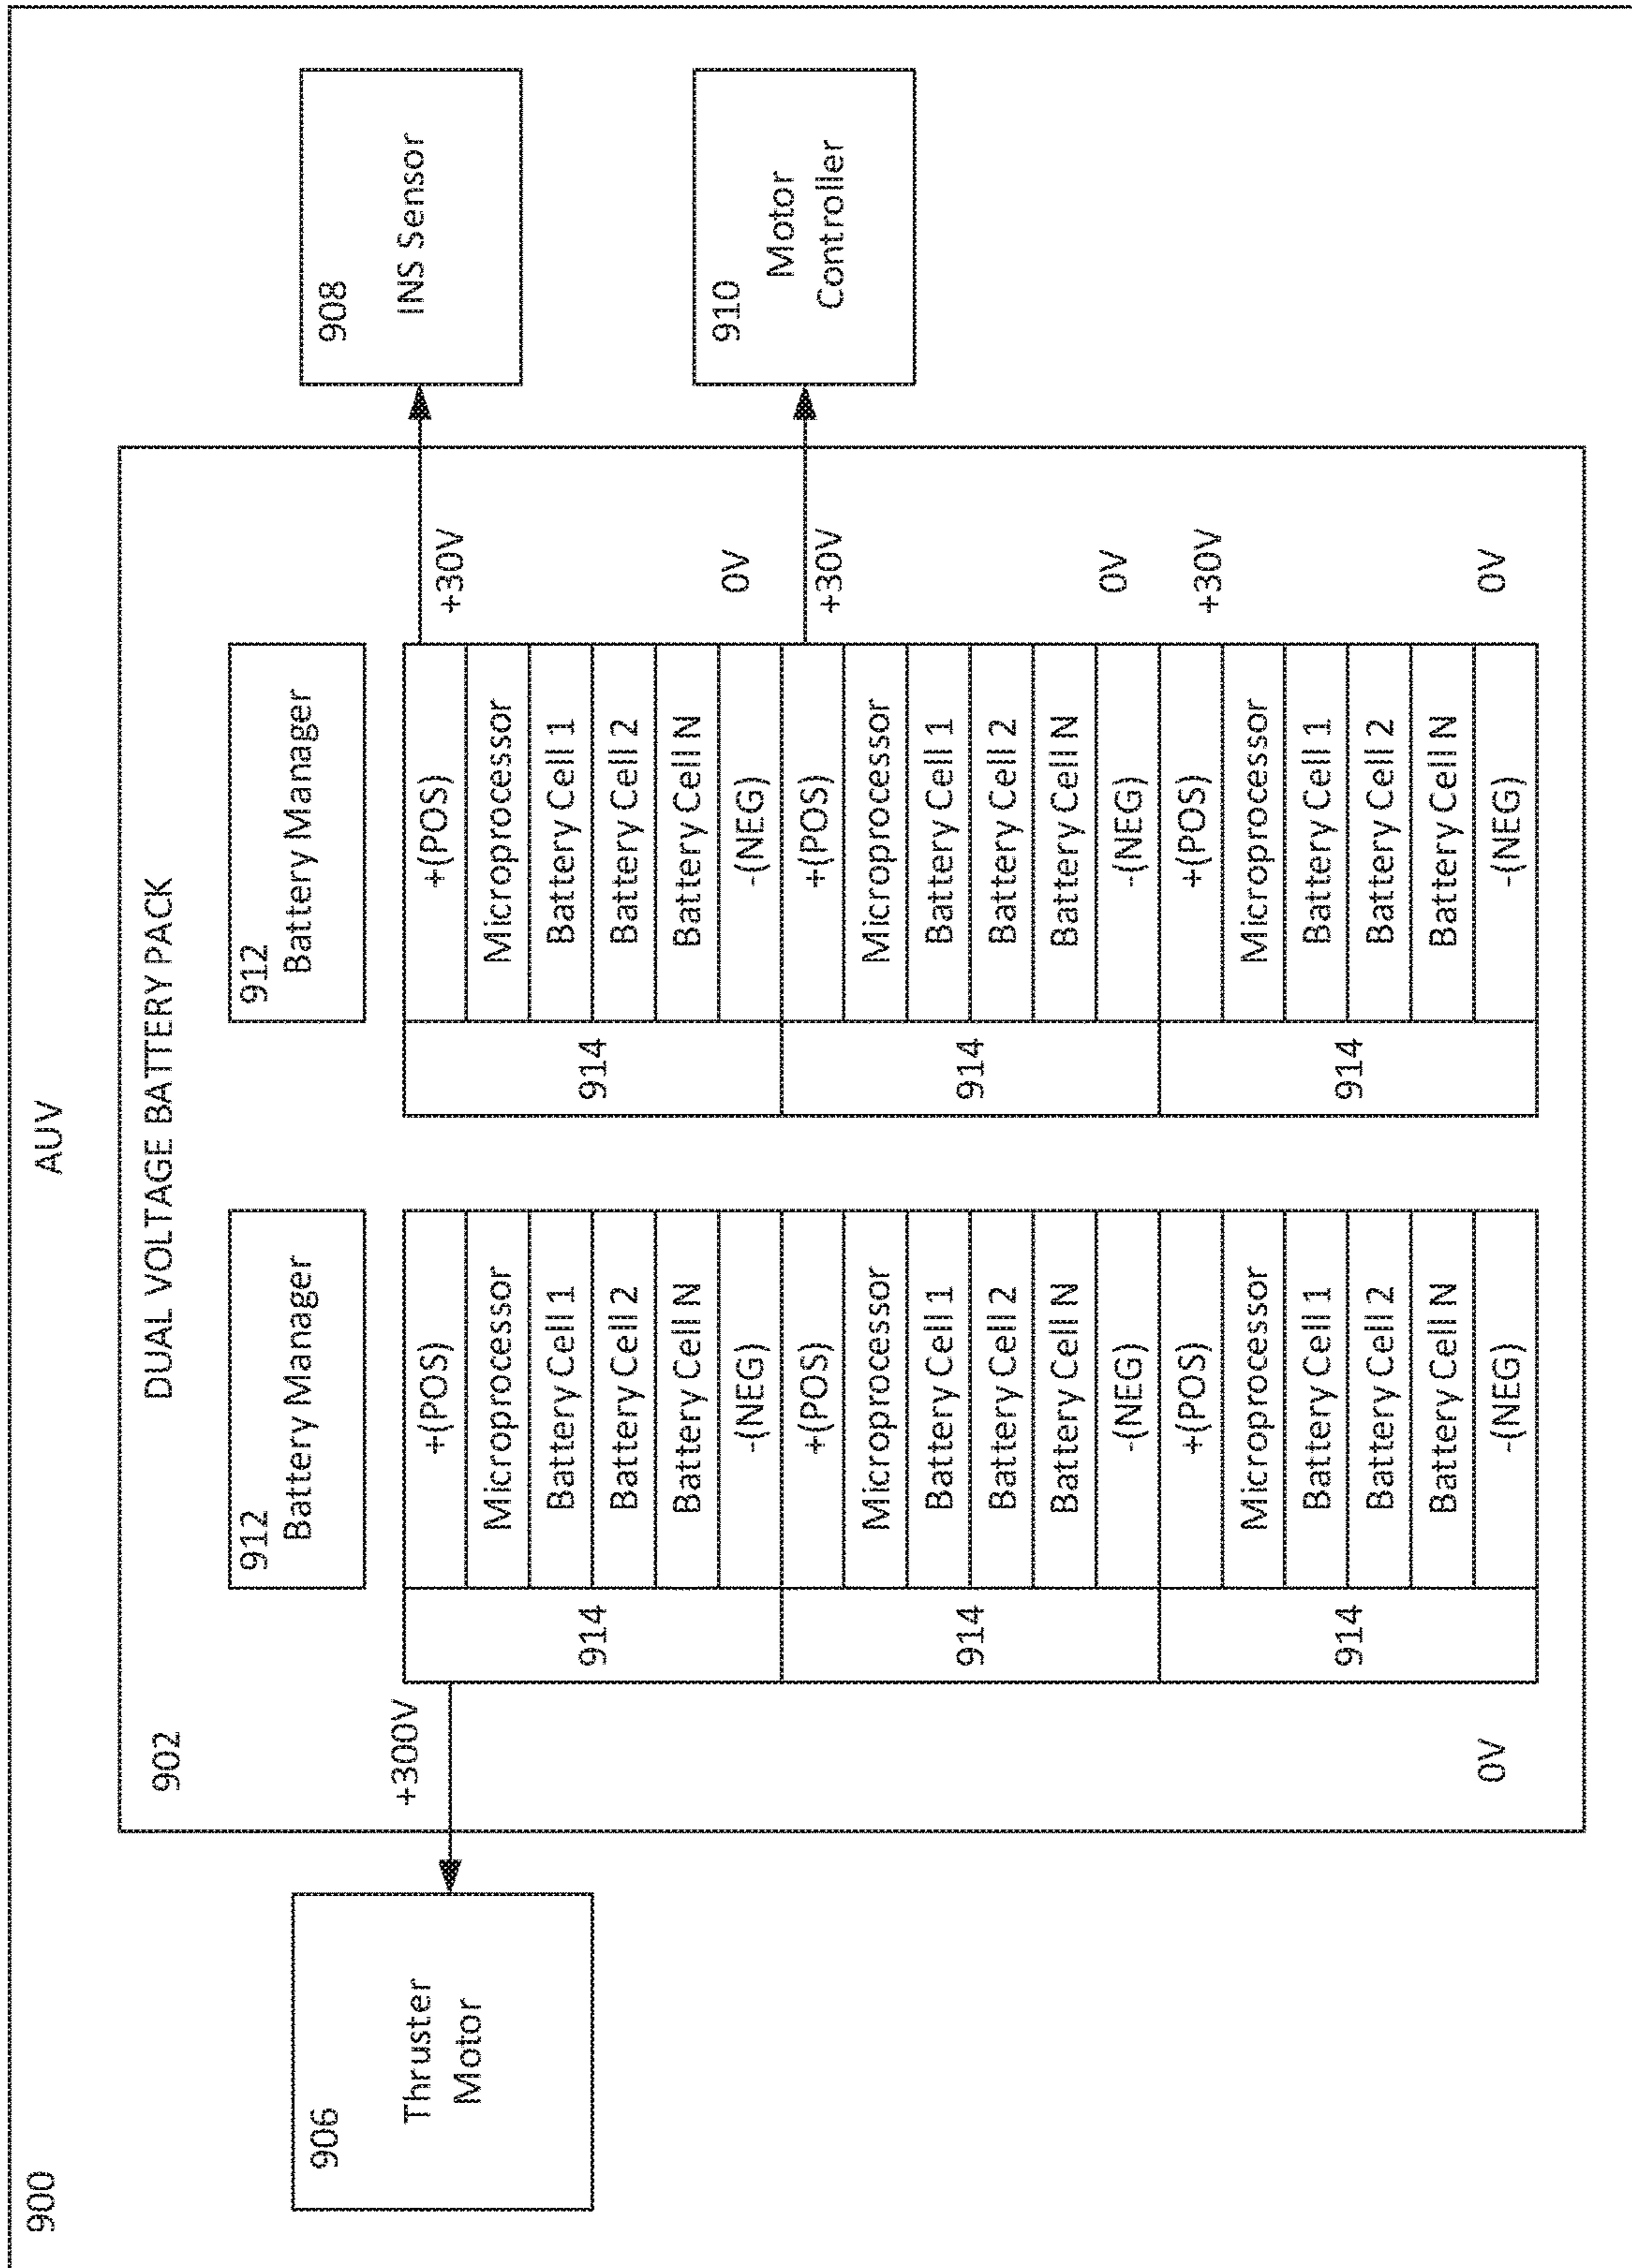 900
AUV
902
DUAL VOLTAGE BATTERY PACK
906
Thruster
Motor
+300V
0V
912
Battery Manager
914
+(POS)
Microprocessor
Battery Cell 1
Battery Cell 2
Battery Cell N
-(NEG)
914
+(POS)
Microprocessor
Battery Cell 1
Battery Cell 2
Battery Cell N
-(NEG)
914
+(POS)
Microprocessor
Battery Cell 1
Battery Cell 2
Battery Cell N
-(NEG)
912
Battery Manager
914
+(POS)
Microprocessor
Battery Cell 1
Battery Cell 2
Battery Cell N
-(NEG)
914
+(POS)
Microprocessor
Battery Cell 1
Battery Cell 2
Battery Cell N
-(NEG)
914
+(POS)
Microprocessor
Battery Cell 1
Battery Cell 2
Battery Cell N
-(NEG)
+30V
0V
+30V
0V
+30V
0V
908
INS Sensor
910
Motor
Controller